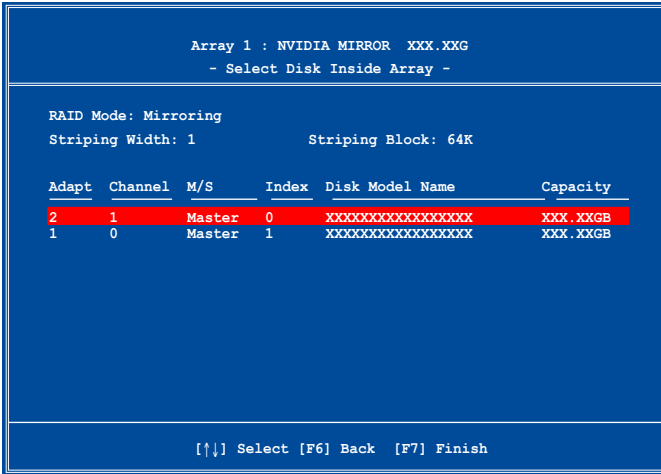 Array 1 : NVIDIA MIRROR XXX.XXG
- Select Disk Inside Array -
RAID Mode: Mirroring
Striping Width: 1 Striping Block: 64K
Adapt Channel M/S Index Disk Model Name Capacity
2 1 Master 0 XXXXXXXXXXXXXXXXX XXX.XXGB
1 0 Master 1 XXXXXXXXXXXXXXXXX XXX.XXGB
[↑↓] Select [F6] Back [F7] Finish